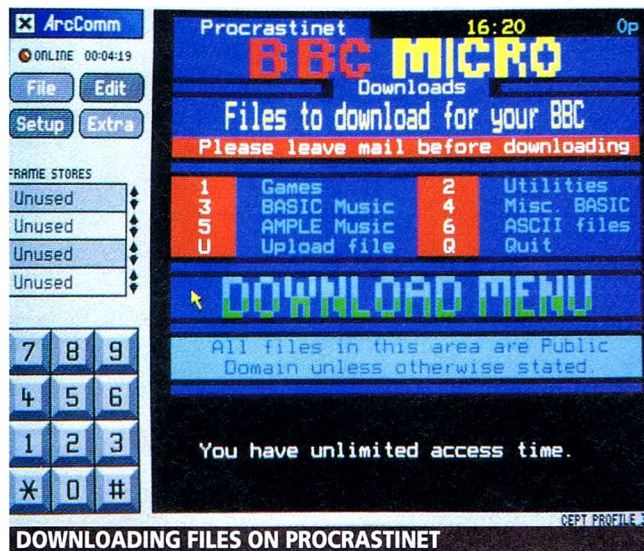 ArcComm
ONLINE 00:04:19
File Edit
Setup Extra
FRAME STORES
Unused
Unused
Unused
Unused
7 8 9
4 5 6
1 2 3
* 0 #
Procrastinet 16:20 Op
BBC MICRO
Downloads
Files to download for your BBC
Please leave mail before downloading
1 Games 2 Utilities
3 BASIC Music 4 Misc. BASIC
5 AMPLE Music 6 ASCII files
U Upload file Q Quit
DOWNLOAD MENU
All files in this area are Public
Domain unless otherwise stated.
You have unlimited access time.
CEPT PROFILE
DOWNLOADING FILES ON PROCRASTINET